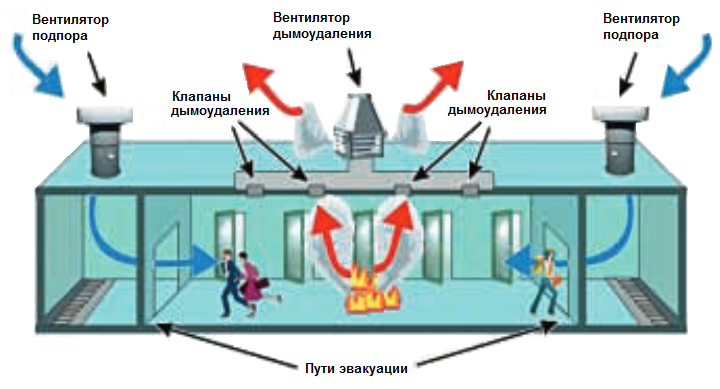 Вентилятор
подпора
Вентилятор
дымоудаления
Вентилятор
подпора
Клапаны
дымоудаления
Клапаны
дымоудаления
Пути эвакуации